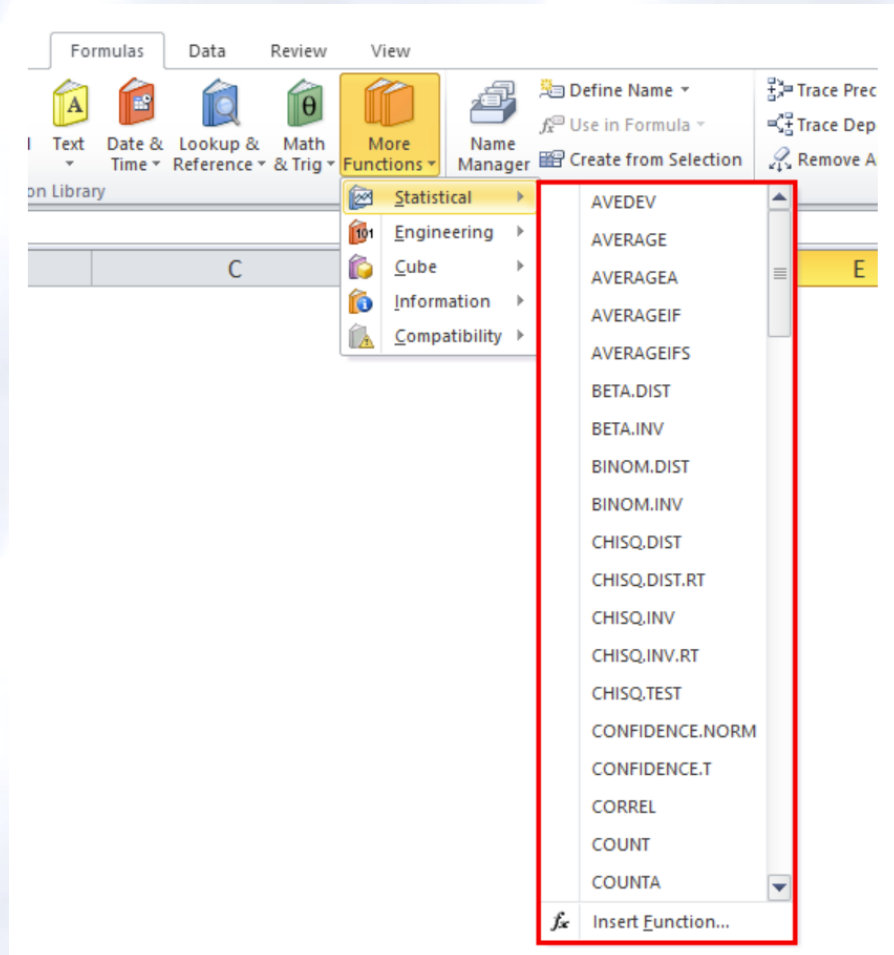 Formulas Data Review View
Text Date & Time Lookup & Reference Math & Trig More Functions Name Manager
Define Name
Use in Formula
Create from Selection
Trace Prec
Trace Dep
Remove A
on Library
C E
Statistical
Engineering
Cube
Information
Compatibility
AVEDEV
AVERAGE
AVERAGEA
AVERAGEIF
AVERAGEIFS
BETA.DIST
BETA.INV
BINOM.DIST
BINOM.INV
CHISQ.DIST
CHISQ.DIST.RT
CHISQ.INV
CHISQ.INV.RT
CHISQ.TEST
CONFIDENCE.NORM
CONFIDENCE.T
CORREL
COUNT
COUNTA
fx Insert Function...